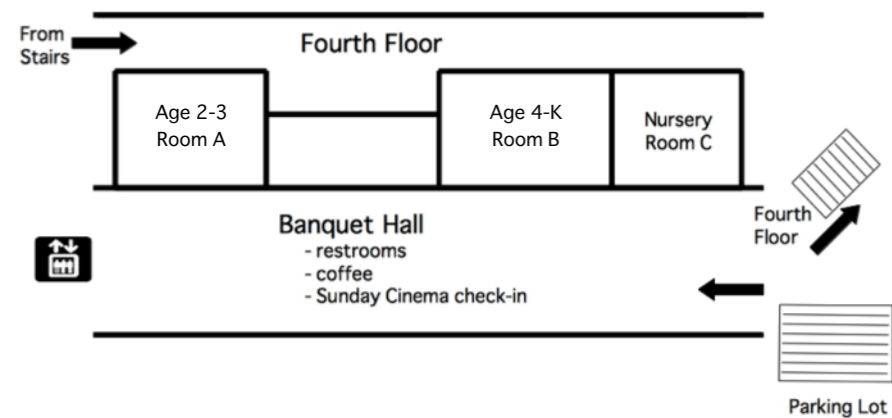 From
Stairs
Fourth Floor
Age 2-3
Room A
Age 4-K
Room B
Nursery
Room C
Banquet Hall
- restrooms
- coffee
- Sunday Cinema check-in
Fourth
Floor
Parking Lot